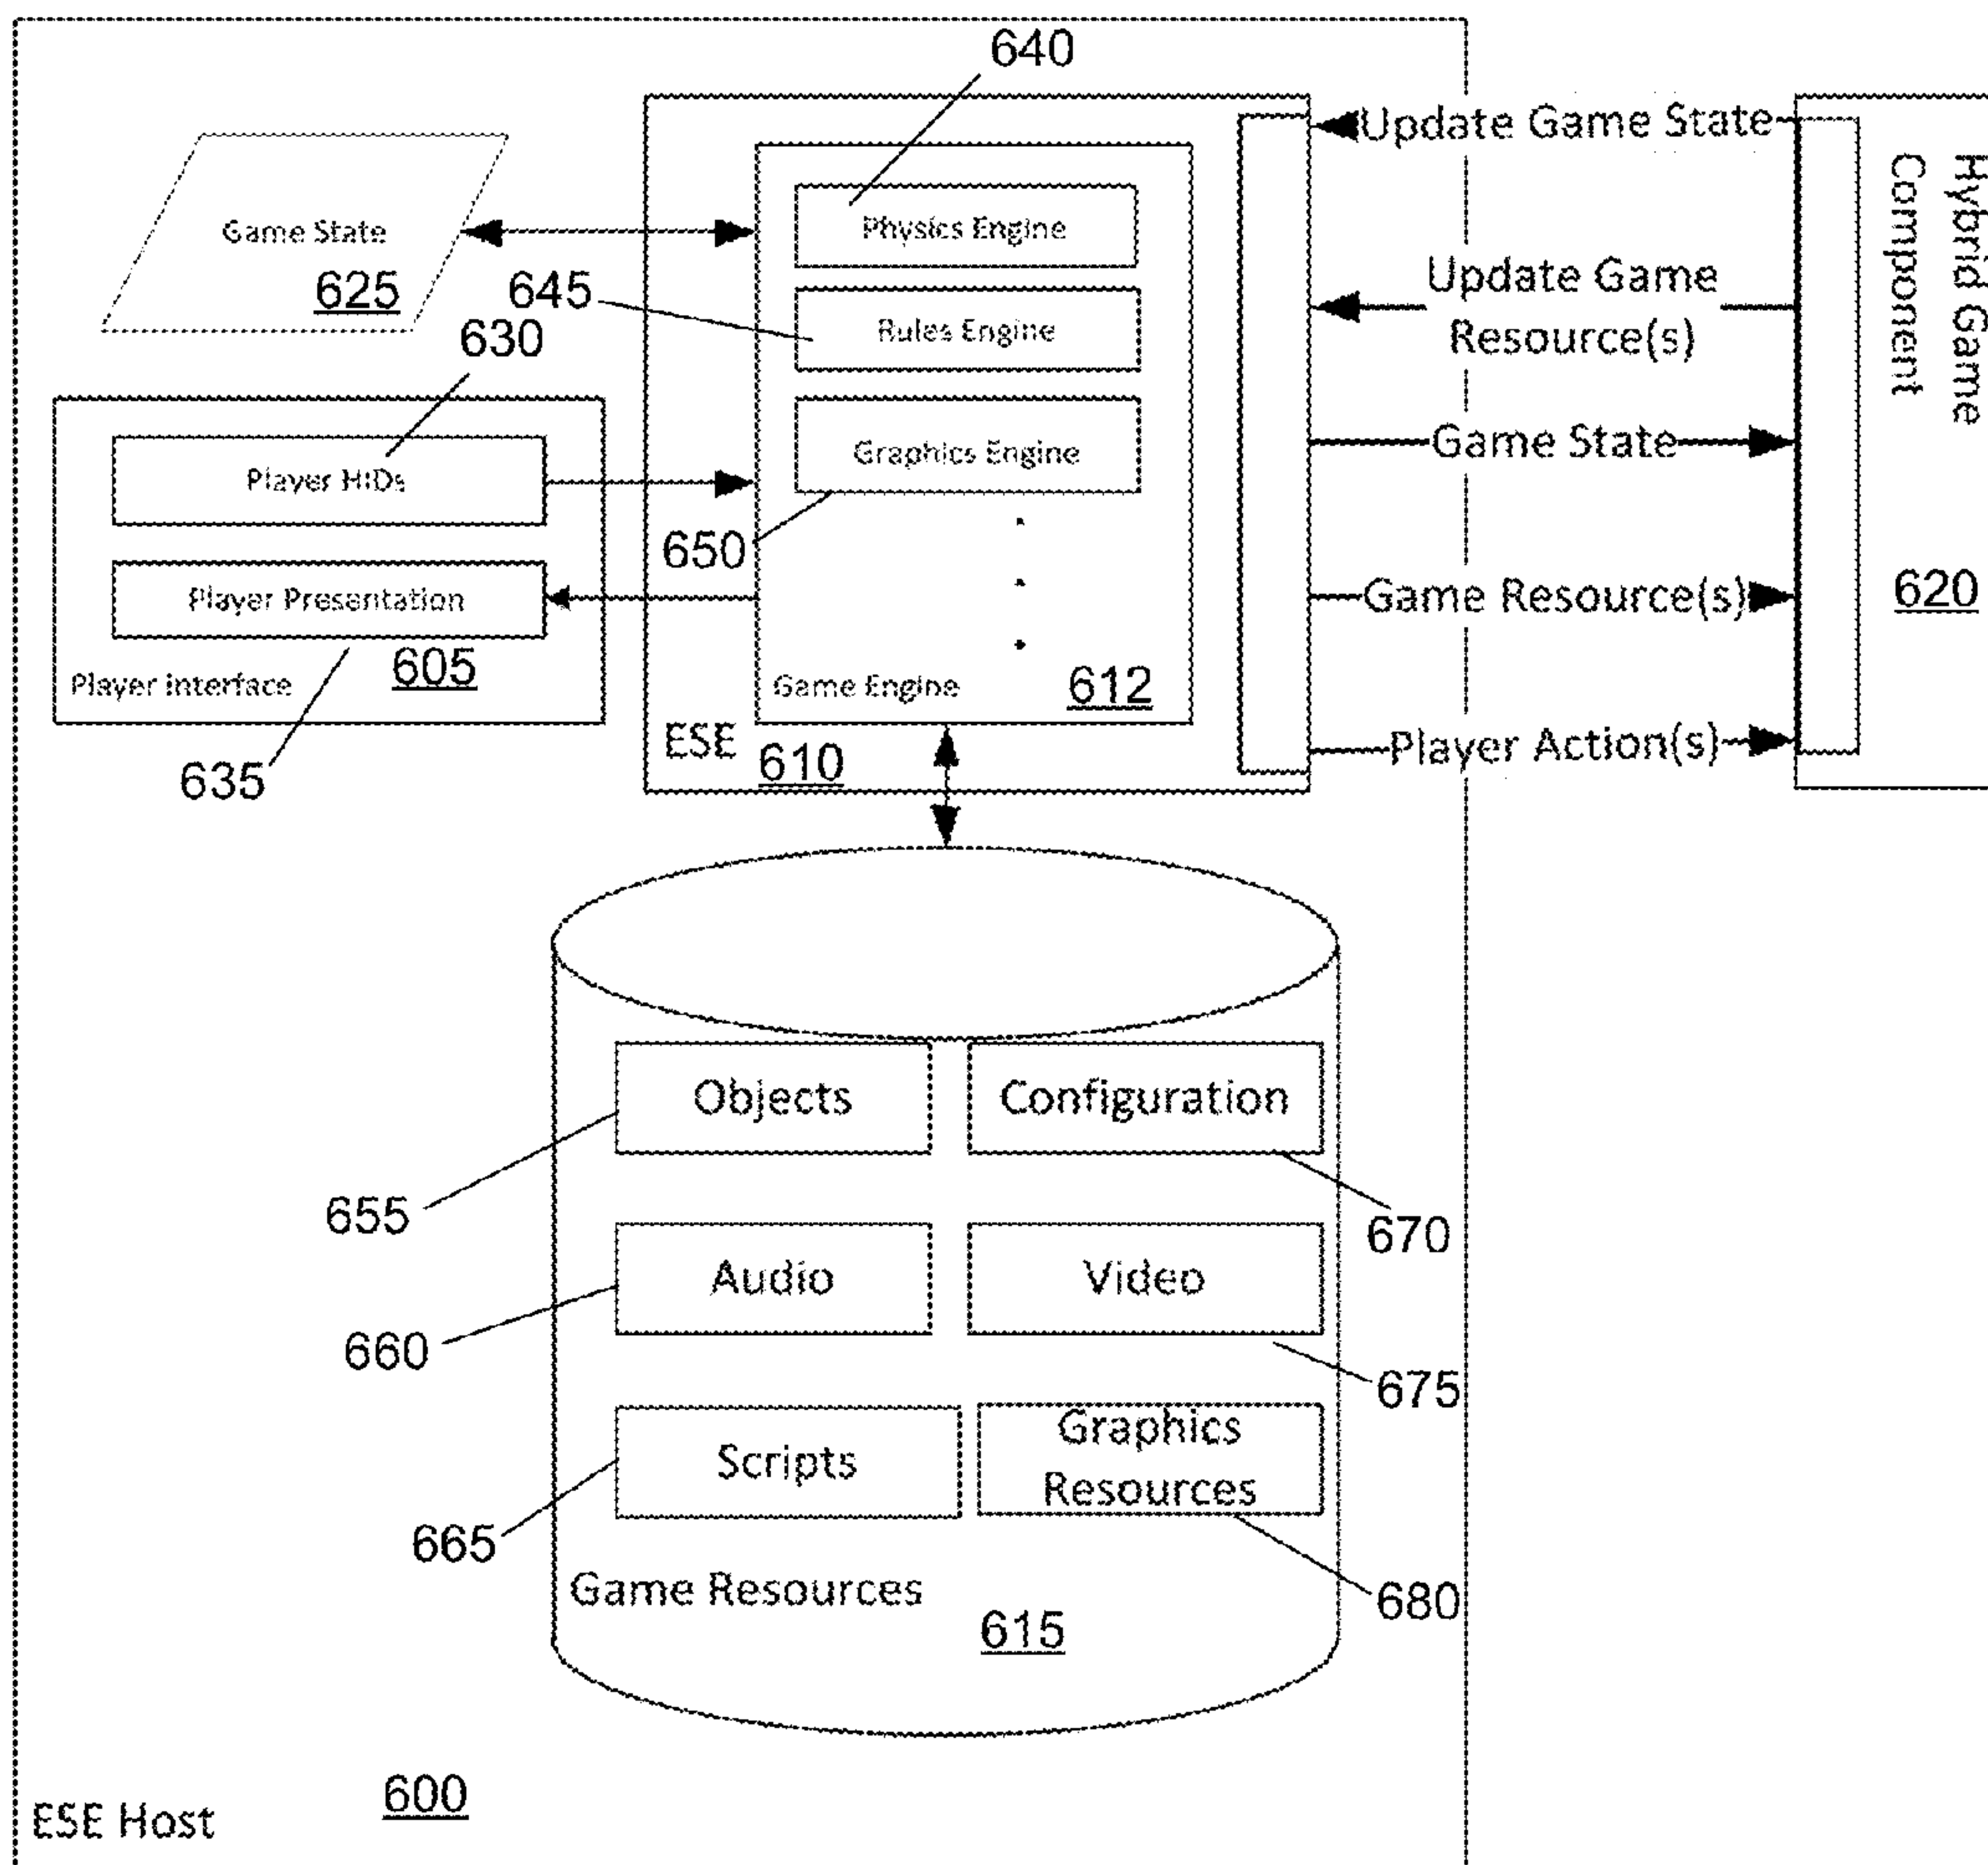 640
Update Game State
Hybrid Game
Component
Physics Engine
Game State
625
645
Rules Engine
Update Game
Resource(s)
630
Graphics Engine
Game State
Player HIDs
650
620
Player Presentation
Game Resource(s)
605
Player Interface
Game Engine
612
635
ESE
610
Player Action(s)
Objects
Configuration
655
670
Audio
Video
660
675
Scripts
Graphics
Resources
665
Game Resources
680
615
600
ESE Host